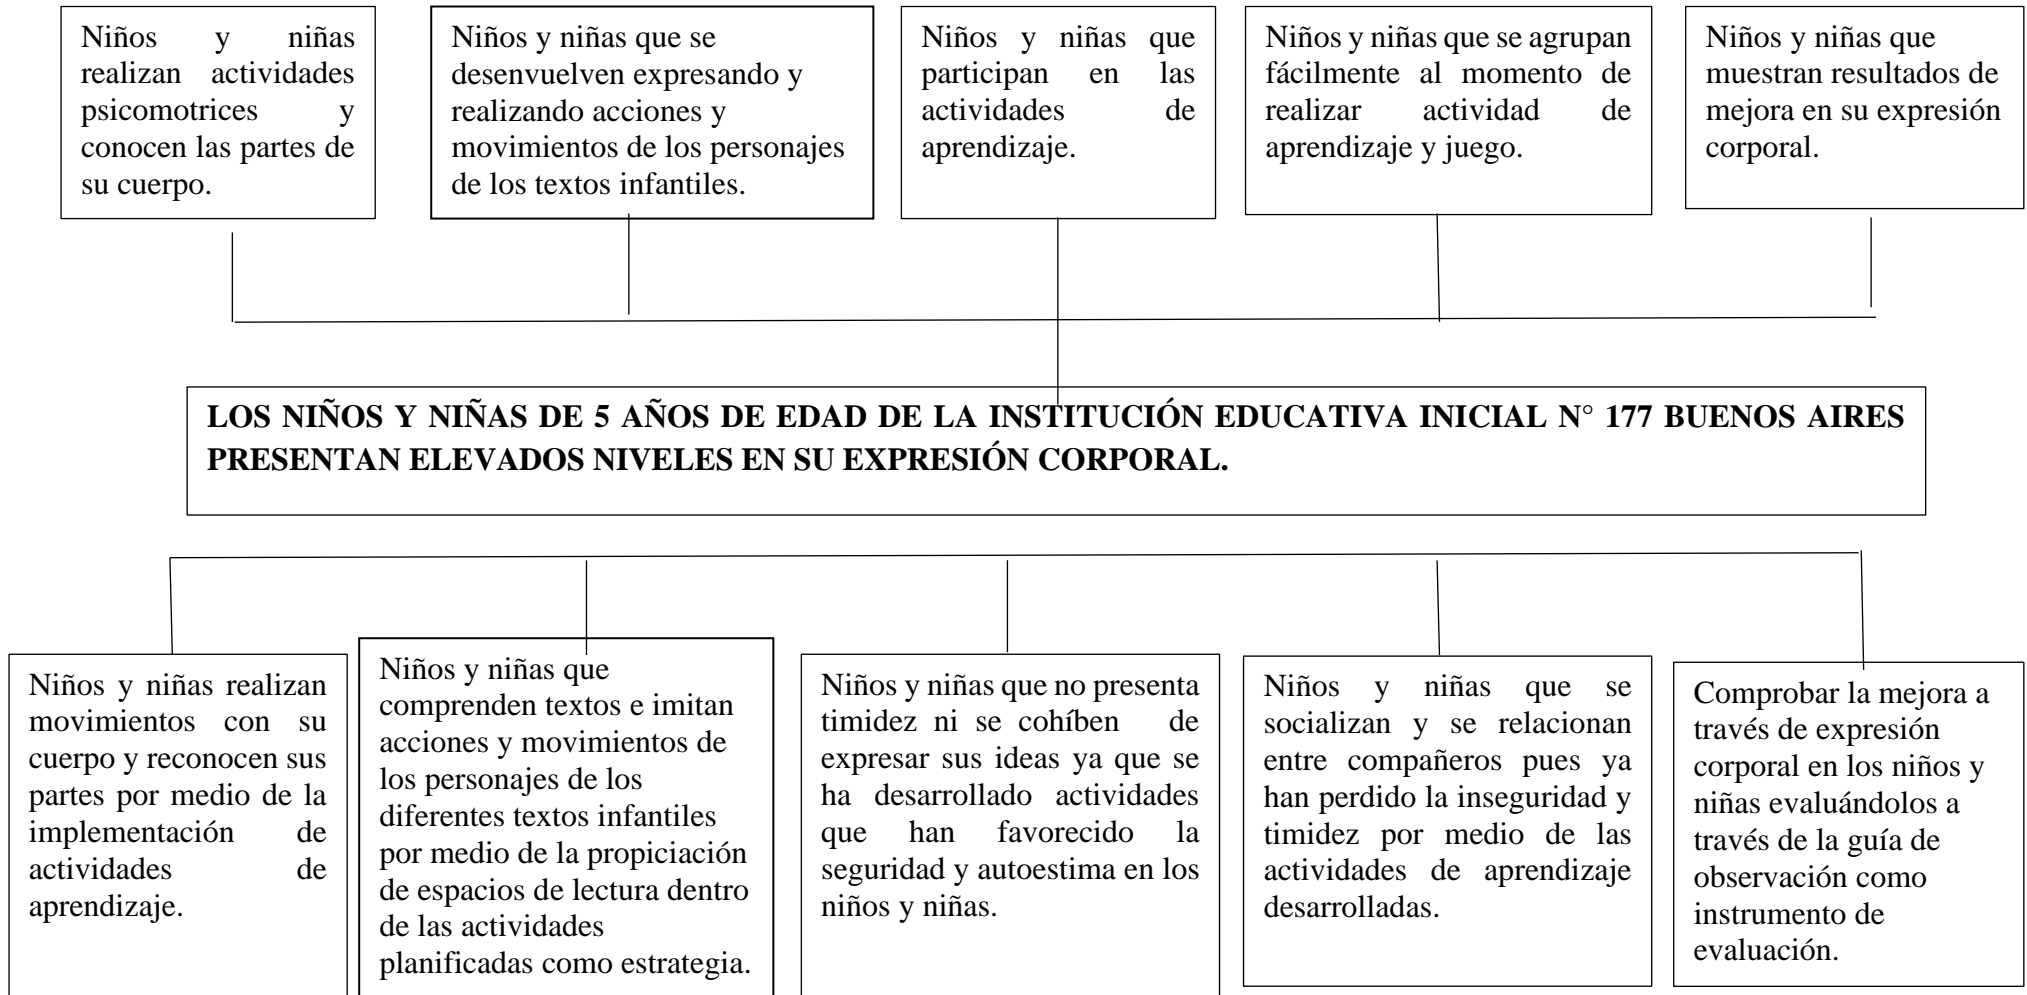 Niños y niñas
realizan actividades
psicomotrices y
conocen las partes de
su cuerpo.
Niños y niñas que se
desenvuelven expresando y
realizando acciones y
movimientos de los personajes
de los textos infantiles.
Niños y niñas que
participan en las
actividades de
aprendizaje.
Niños y niñas que se agrupan
fácilmente al momento de
realizar actividad de
aprendizaje y juego.
Niños y niñas que
muestran resultados de
mejora en su expresión
corporal.
LOS NIÑOS Y NIÑAS DE 5 AÑOS DE EDAD DE LA INSTITUCIÓN EDUCATIVA INICIAL N° 177 BUENOS AIRES
PRESENTAN ELEVADOS NIVELES EN SU EXPRESIÓN CORPORAL.
Niños y niñas realizan
movimientos con su
cuerpo y reconocen sus
partes por medio de la
implementación de
actividades de
aprendizaje.
Niños y niñas que
comprenden textos e imitan
acciones y movimientos de
los personajes de los
diferentes textos infantiles
por medio de la propiciación
de espacios de lectura dentro
de las actividades
planificadas como estrategia.
Niños y niñas que no presenta
timidez ni se cohíben de
expresar sus ideas ya que se
ha desarrollado actividades
que han favorecido la
seguridad y autoestima en los
niños y niñas.
Niños y niñas que se
socializan y se relacionan
entre compañeros pues ya
han perdido la inseguridad y
timidez por medio de las
actividades de aprendizaje
desarrolladas.
Comprobar la mejora a
través de expresión
corporal en los niños y
niñas evaluándolos a
través de la guía de
observación como
instrumento de
evaluación.